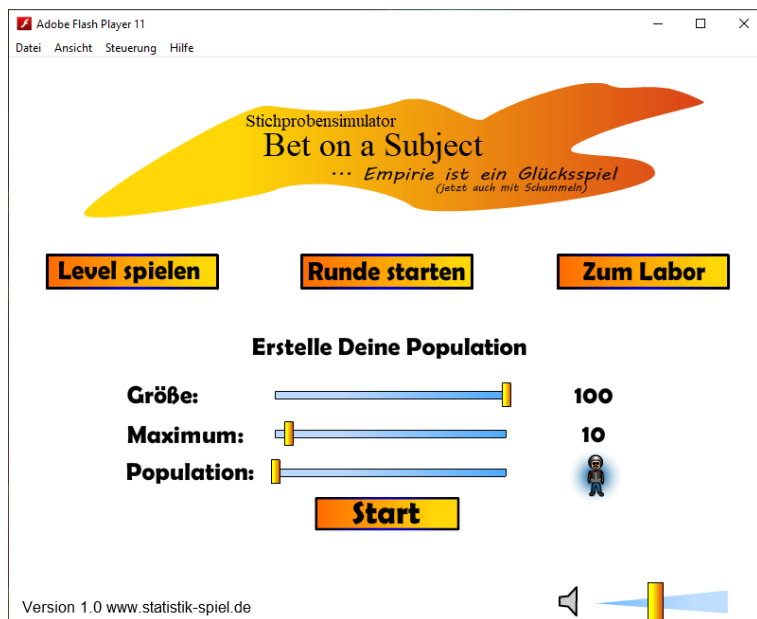 Adobe Flash Player 11
Datei Ansicht Steuerung Hilfe
Stichprobensimulator
Bet on a Subject
... Empirie ist ein Glücksspiel
(jetzt auch mit Schummeln)
Level spielen
Runde starten
Zum Labor
Erstelle Deine Population
Größe: 100
Maximum: 10
Population:
Start
Version 1.0 www.statistik-spiel.de